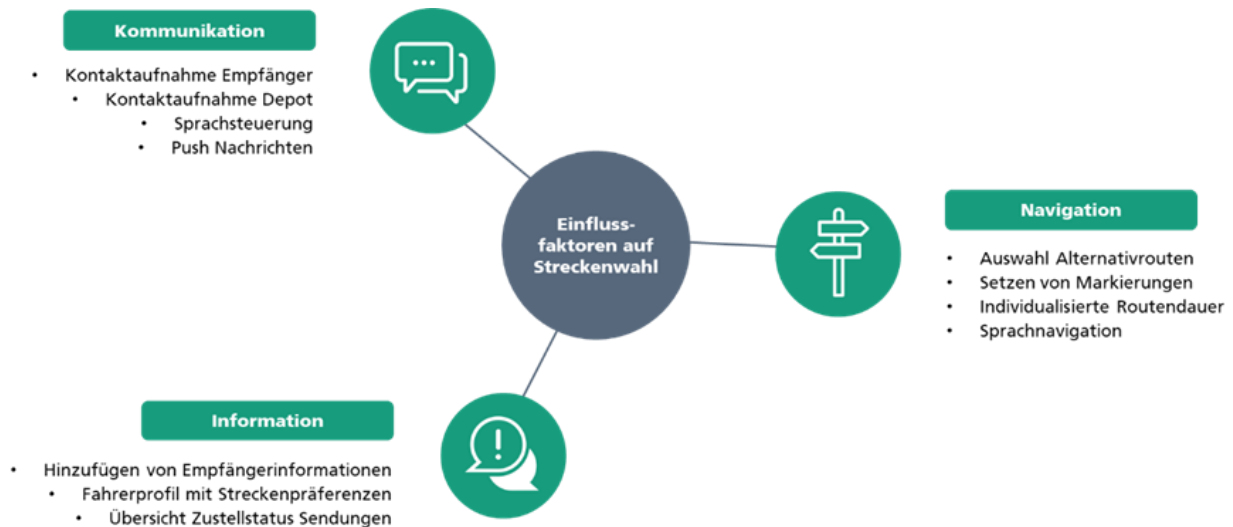 Kommunikation
• Kontaktaufnahme Empfänger
• Kontaktaufnahme Depot
• Sprachsteuerung
• Push Nachrichten
Einfluss-
faktoren auf
Streckenwahl
Navigation
• Auswahl Alternativrouten
• Setzen von Markierungen
• Individualisierte Routendauer
• Sprachnavigation
Information
• Hinzufügen von Empfängerinformationen
• Fahrerprofil mit Streckenpräferenzen
• Übersicht Zustellstatus Sendungen